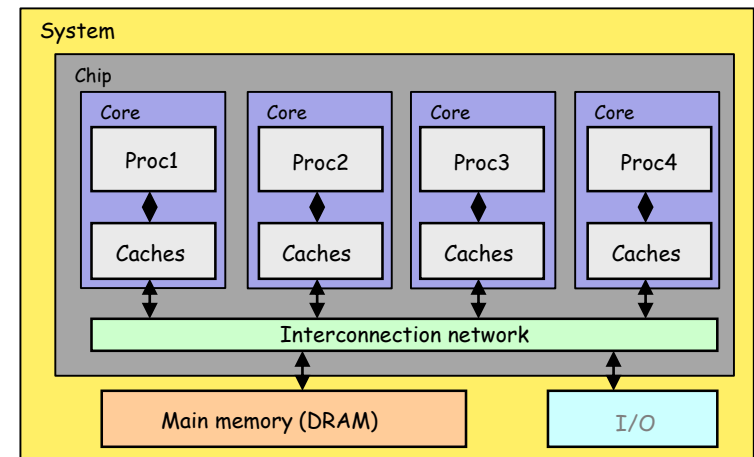 System
Chip
Core
Core
Core
Core
Proc1
Proc2
Proc3
Proc4
Caches
Caches
Caches
Caches
Interconnection network
Main memory (DRAM)
I/O